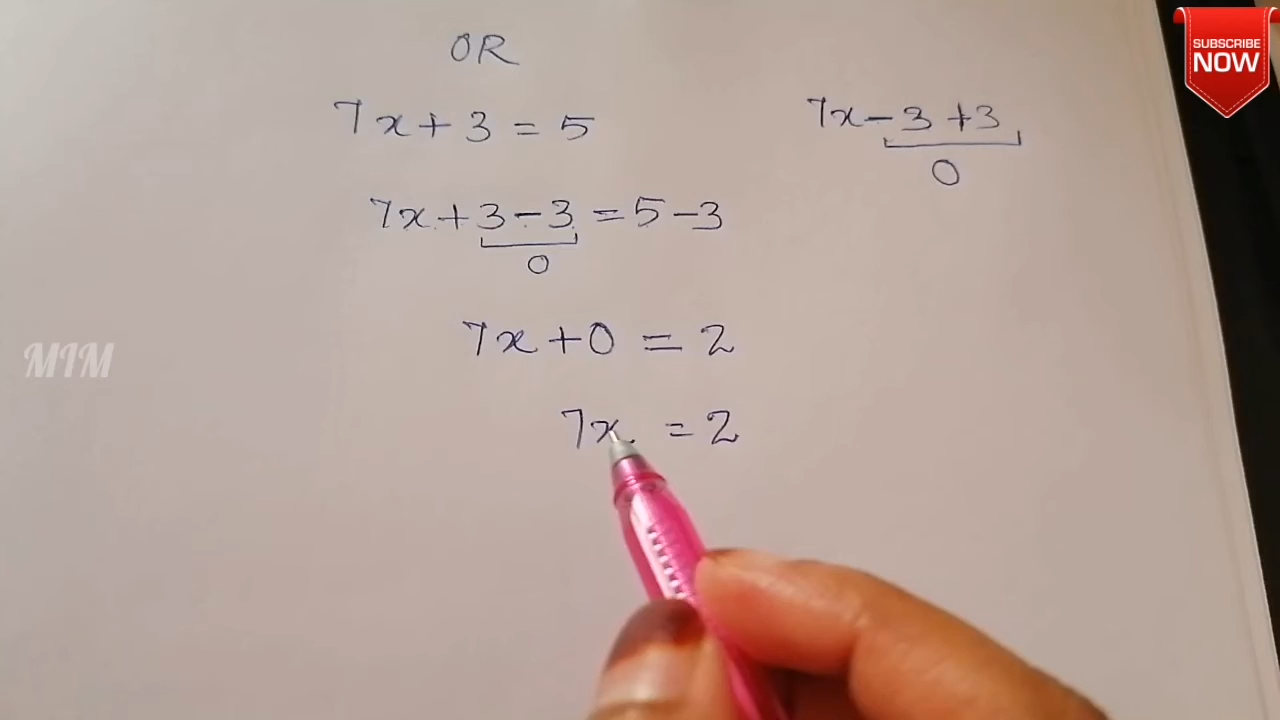 OR
7x + 3 = 5
7x + 3 - 3 = 5 - 3
0
7x + 0 = 2
7x = 2
7x - 3 + 3
0
MIM
SUBSCRIBE
NOW